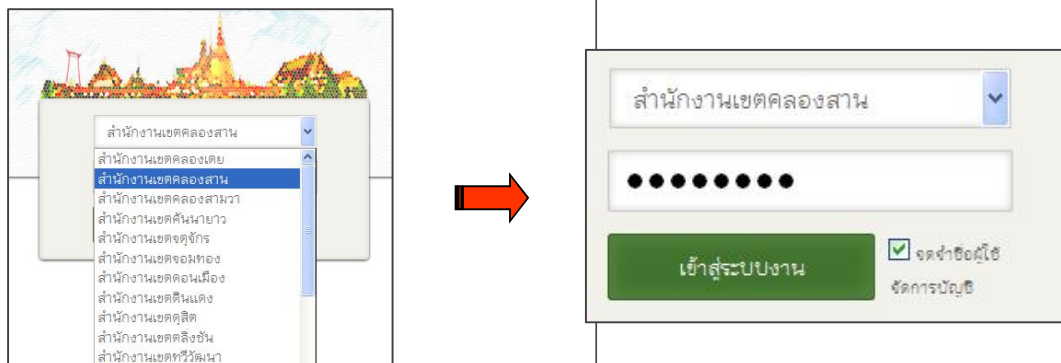 สำนักงานเขตคลองสาน
สำนักงานเขตคลองเตย
สำนักงานเขตคลองสาน
สำนักงานเขตคลองสามวา
สำนักงานเขตคันนายาว
สำนักงานเขตจตุจักร
สำนักงานเขตจอมทอง
สำนักงานเขตดอนเมือง
สำนักงานเขตดินแดง
สำนักงานเขตดุสิต
สำนักงานเขตตลิ่งชัน
สำนักงานเขตทวีวัฒนา
สำนักงานเขตคลองสาน
●●●●●●●●
เข้าสู่ระบบงาน
จดจำชื่อผู้ใช้
จัดการบัญชี